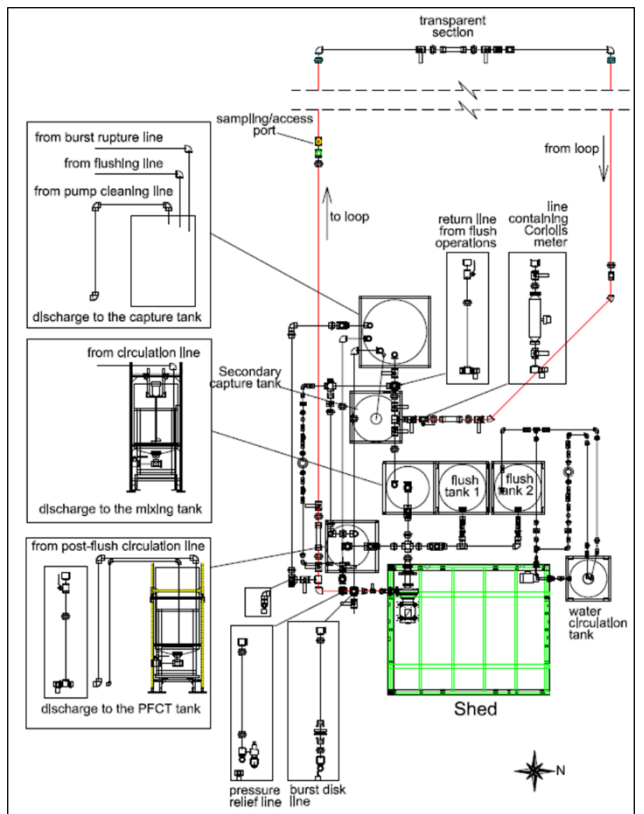 transparent
section
sampling/access
port
from burst rupture line
from flushing line
from pump cleaning line
discharge to the capture tank
to loop
from loop
return line
from flush
operations
line
containing
Coriolis
meter
from circulation line
discharge to the mixing tank
Secondary
capture tank
flush
tank 1
flush
tank 2
from post-flush circulation line
discharge to the PFCT tank
water
circulation
tank
Shed
pressure
relief line
burst disk
line
N